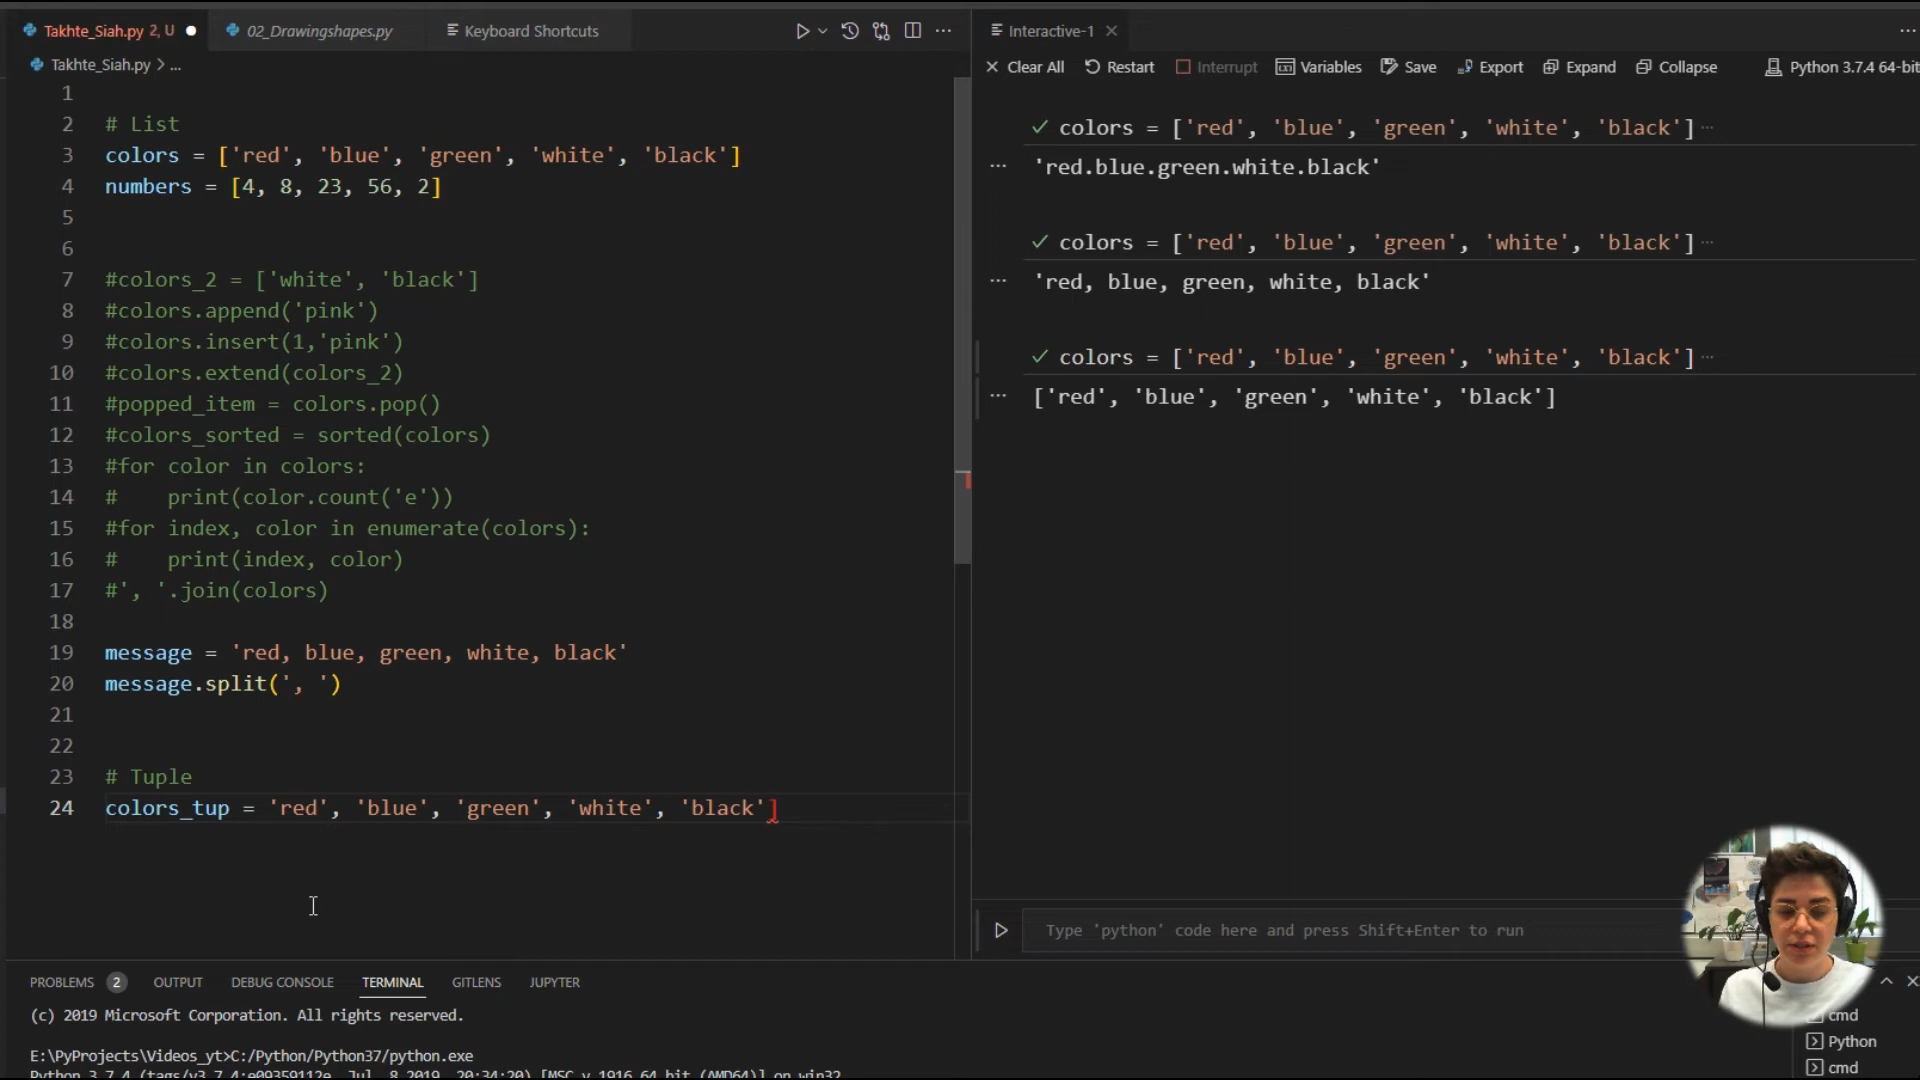 Takhte_Siah.py 2, U
02_Drawingshapes.py
Keyboard Shortcuts
Takhte_Siah.py > ...
1
2 # List
3 colors = ['red', 'blue', 'green', 'white', 'black']
4 numbers = [4, 8, 23, 56, 2]
5
6
7 #colors_2 = ['white', 'black']
8 #colors.append('pink')
9 #colors.insert(1,'pink')
10 #colors.extend(colors_2)
11 #popped_item = colors.pop()
12 #colors_sorted = sorted(colors)
13 #for color in colors:
14 #    print(color.count('e'))
15 #for index, color in enumerate(colors):
16 #    print(index, color)
17 #', '.join(colors)
18
19 message = 'red, blue, green, white, black'
20 message.split(', ')
21
22
23 # Tuple
24 colors_tup = 'red', 'blue', 'green', 'white', 'black']
Interactive-1
Clear All Restart Interrupt Variables Save Export Expand Collapse Python 3.7.4 64-bit
colors = ['red', 'blue', 'green', 'white', 'black'] ...
'red.blue.green.white.black'
colors = ['red', 'blue', 'green', 'white', 'black'] ...
'red, blue, green, white, black'
colors = ['red', 'blue', 'green', 'white', 'black'] ...
['red', 'blue', 'green', 'white', 'black']
Type 'python' code here and press Shift+Enter to run
PROBLEMS 2 OUTPUT DEBUG CONSOLE TERMINAL GITLENS JUPYTER
(c) 2019 Microsoft Corporation. All rights reserved.
E:\PyProjects\Videos_yt>C:/Python/Python37/python.exe
Python 3.7.4 (tags/v3.7.4:e09359112e, Jul  8 2019, 20:34:20) [MSC v.1916 64 bit (AMD64)] on win32
cmd
Python
cmd